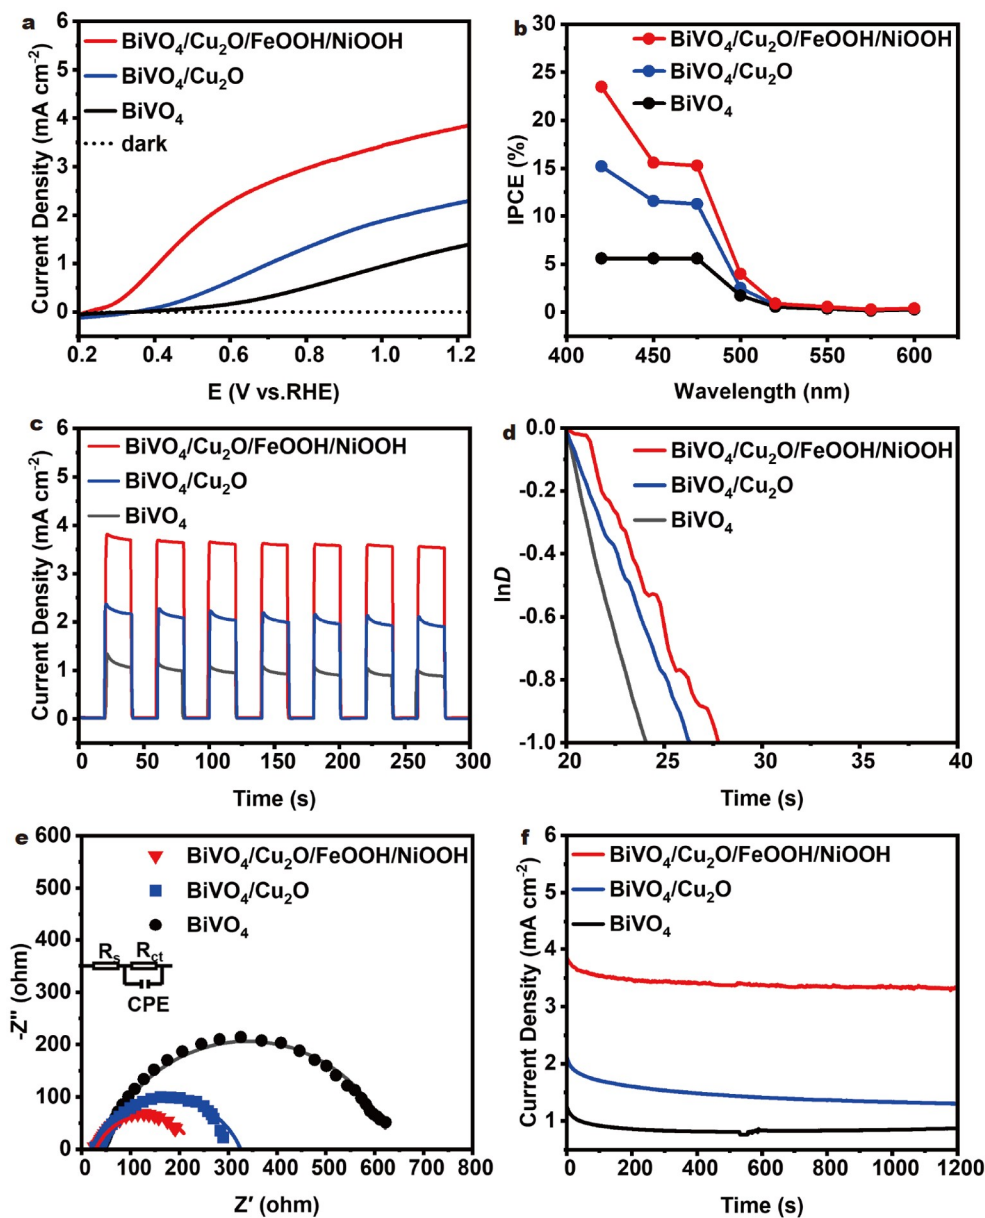 a
BiVO₄/Cu₂O/FeOOH/NiOOH
BiVO₄/Cu₂O
BiVO₄
dark
6
5
4
3
2
1
0
Current Density (mA cm⁻²)
0.2 0.4 0.6 0.8 1.0 1.2
E (V vs.RHE)
b
BiVO₄/Cu₂O/FeOOH/NiOOH
BiVO₄/Cu₂O
BiVO₄
30
25
20
15
10
5
0
IPCE (%)
400 450 500 550 600
Wavelength (nm)
c
BiVO₄/Cu₂O/FeOOH/NiOOH
BiVO₄/Cu₂O
BiVO₄
6
5
4
3
2
1
0
Current Density (mA cm⁻²)
0 50 100 150 200 250 300
Time (s)
d
BiVO₄/Cu₂O/FeOOH/NiOOH
BiVO₄/Cu₂O
BiVO₄
0.0
-0.2
-0.4
-0.6
-0.8
-1.0
lnD
20 25 30 35 40
Time (s)
e
BiVO₄/Cu₂O/FeOOH/NiOOH
BiVO₄/Cu₂O
BiVO₄
Rs Rct
CPE
600
500
400
300
200
100
0
-Z" (ohm)
0 100 200 300 400 500 600 700 800
Z′ (ohm)
f
BiVO₄/Cu₂O/FeOOH/NiOOH
BiVO₄/Cu₂O
BiVO₄
6
5
4
3
2
1
Current Density (mA cm⁻²)
0 200 400 600 800 1000 1200
Time (s)